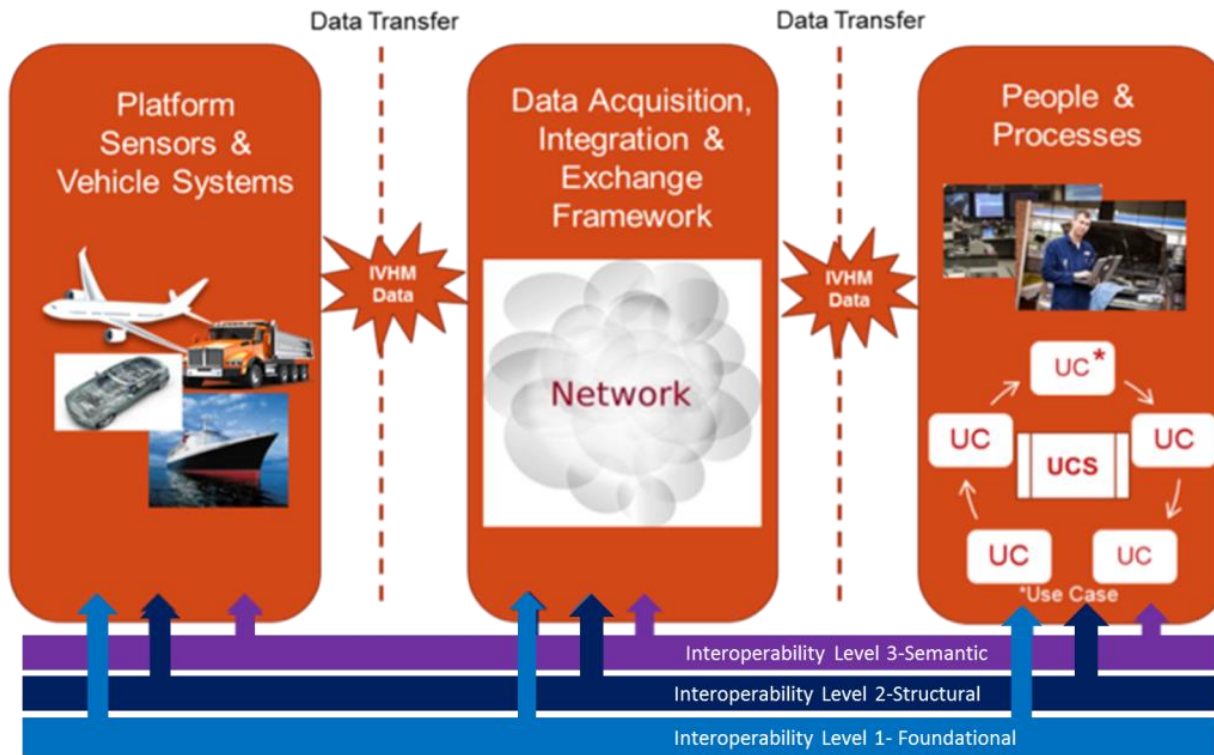 Data Transfer
Data Transfer
Platform
Sensors &
Vehicle Systems
IVHM
Data
Data Acquisition,
Integration &
Exchange
Framework
Network
IVHM
Data
People &
Processes
UC*
UC
UCS
UC
UC
UC
*Use Case
Interoperability Level 3-Semantic
Interoperability Level 2-Structural
Interoperability Level 1- Foundational